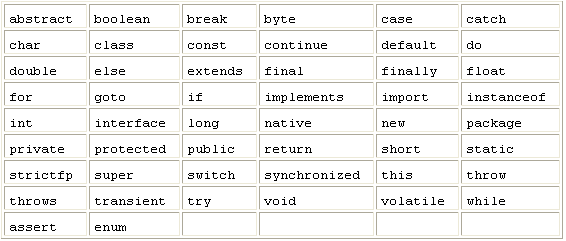 abstract boolean break byte case catch
char class const continue default do
double else extends final finally float
for goto if implements import instanceof
int interface long native new package
private protected public return short static
strictfp super switch synchronized this throw
throws transient try void volatile while
assert enum